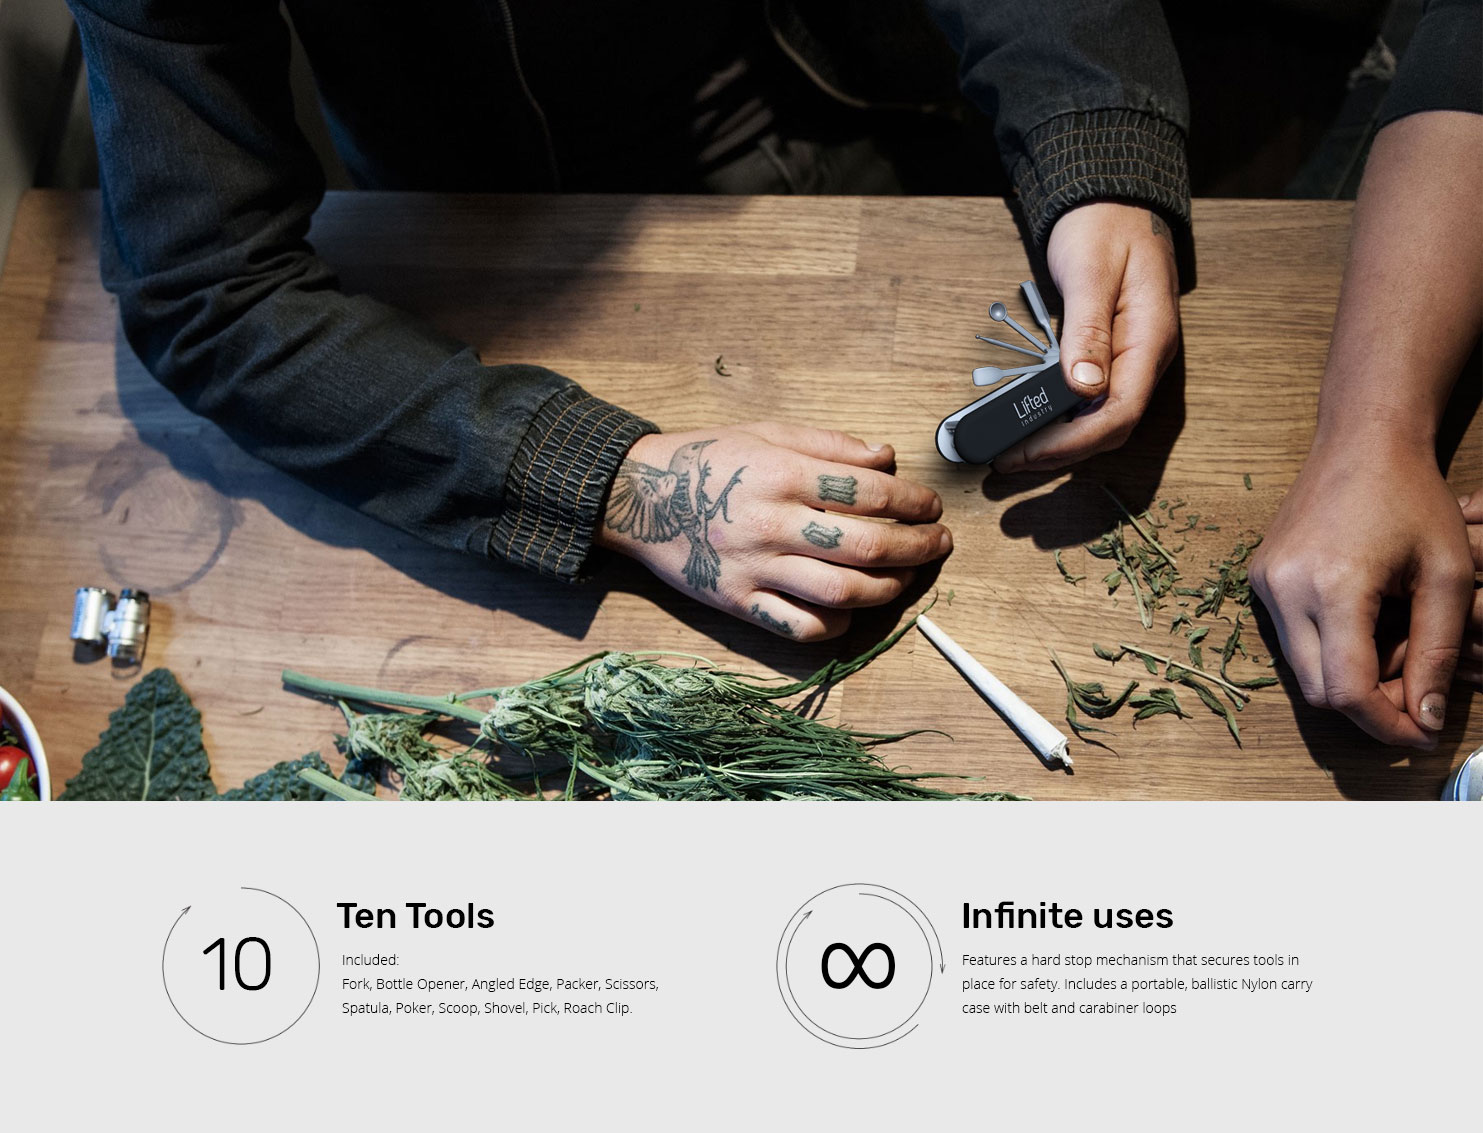 Lifted
industry
10
Ten Tools
Included:
Fork, Bottle Opener, Angled Edge, Packer, Scissors,
Spatula, Poker, Scoop, Shovel, Pick, Roach Clip.
∞
Infinite uses
Features a hard stop mechanism that secures tools in
place for safety. Includes a portable, ballistic Nylon carry
case with belt and carabiner loops